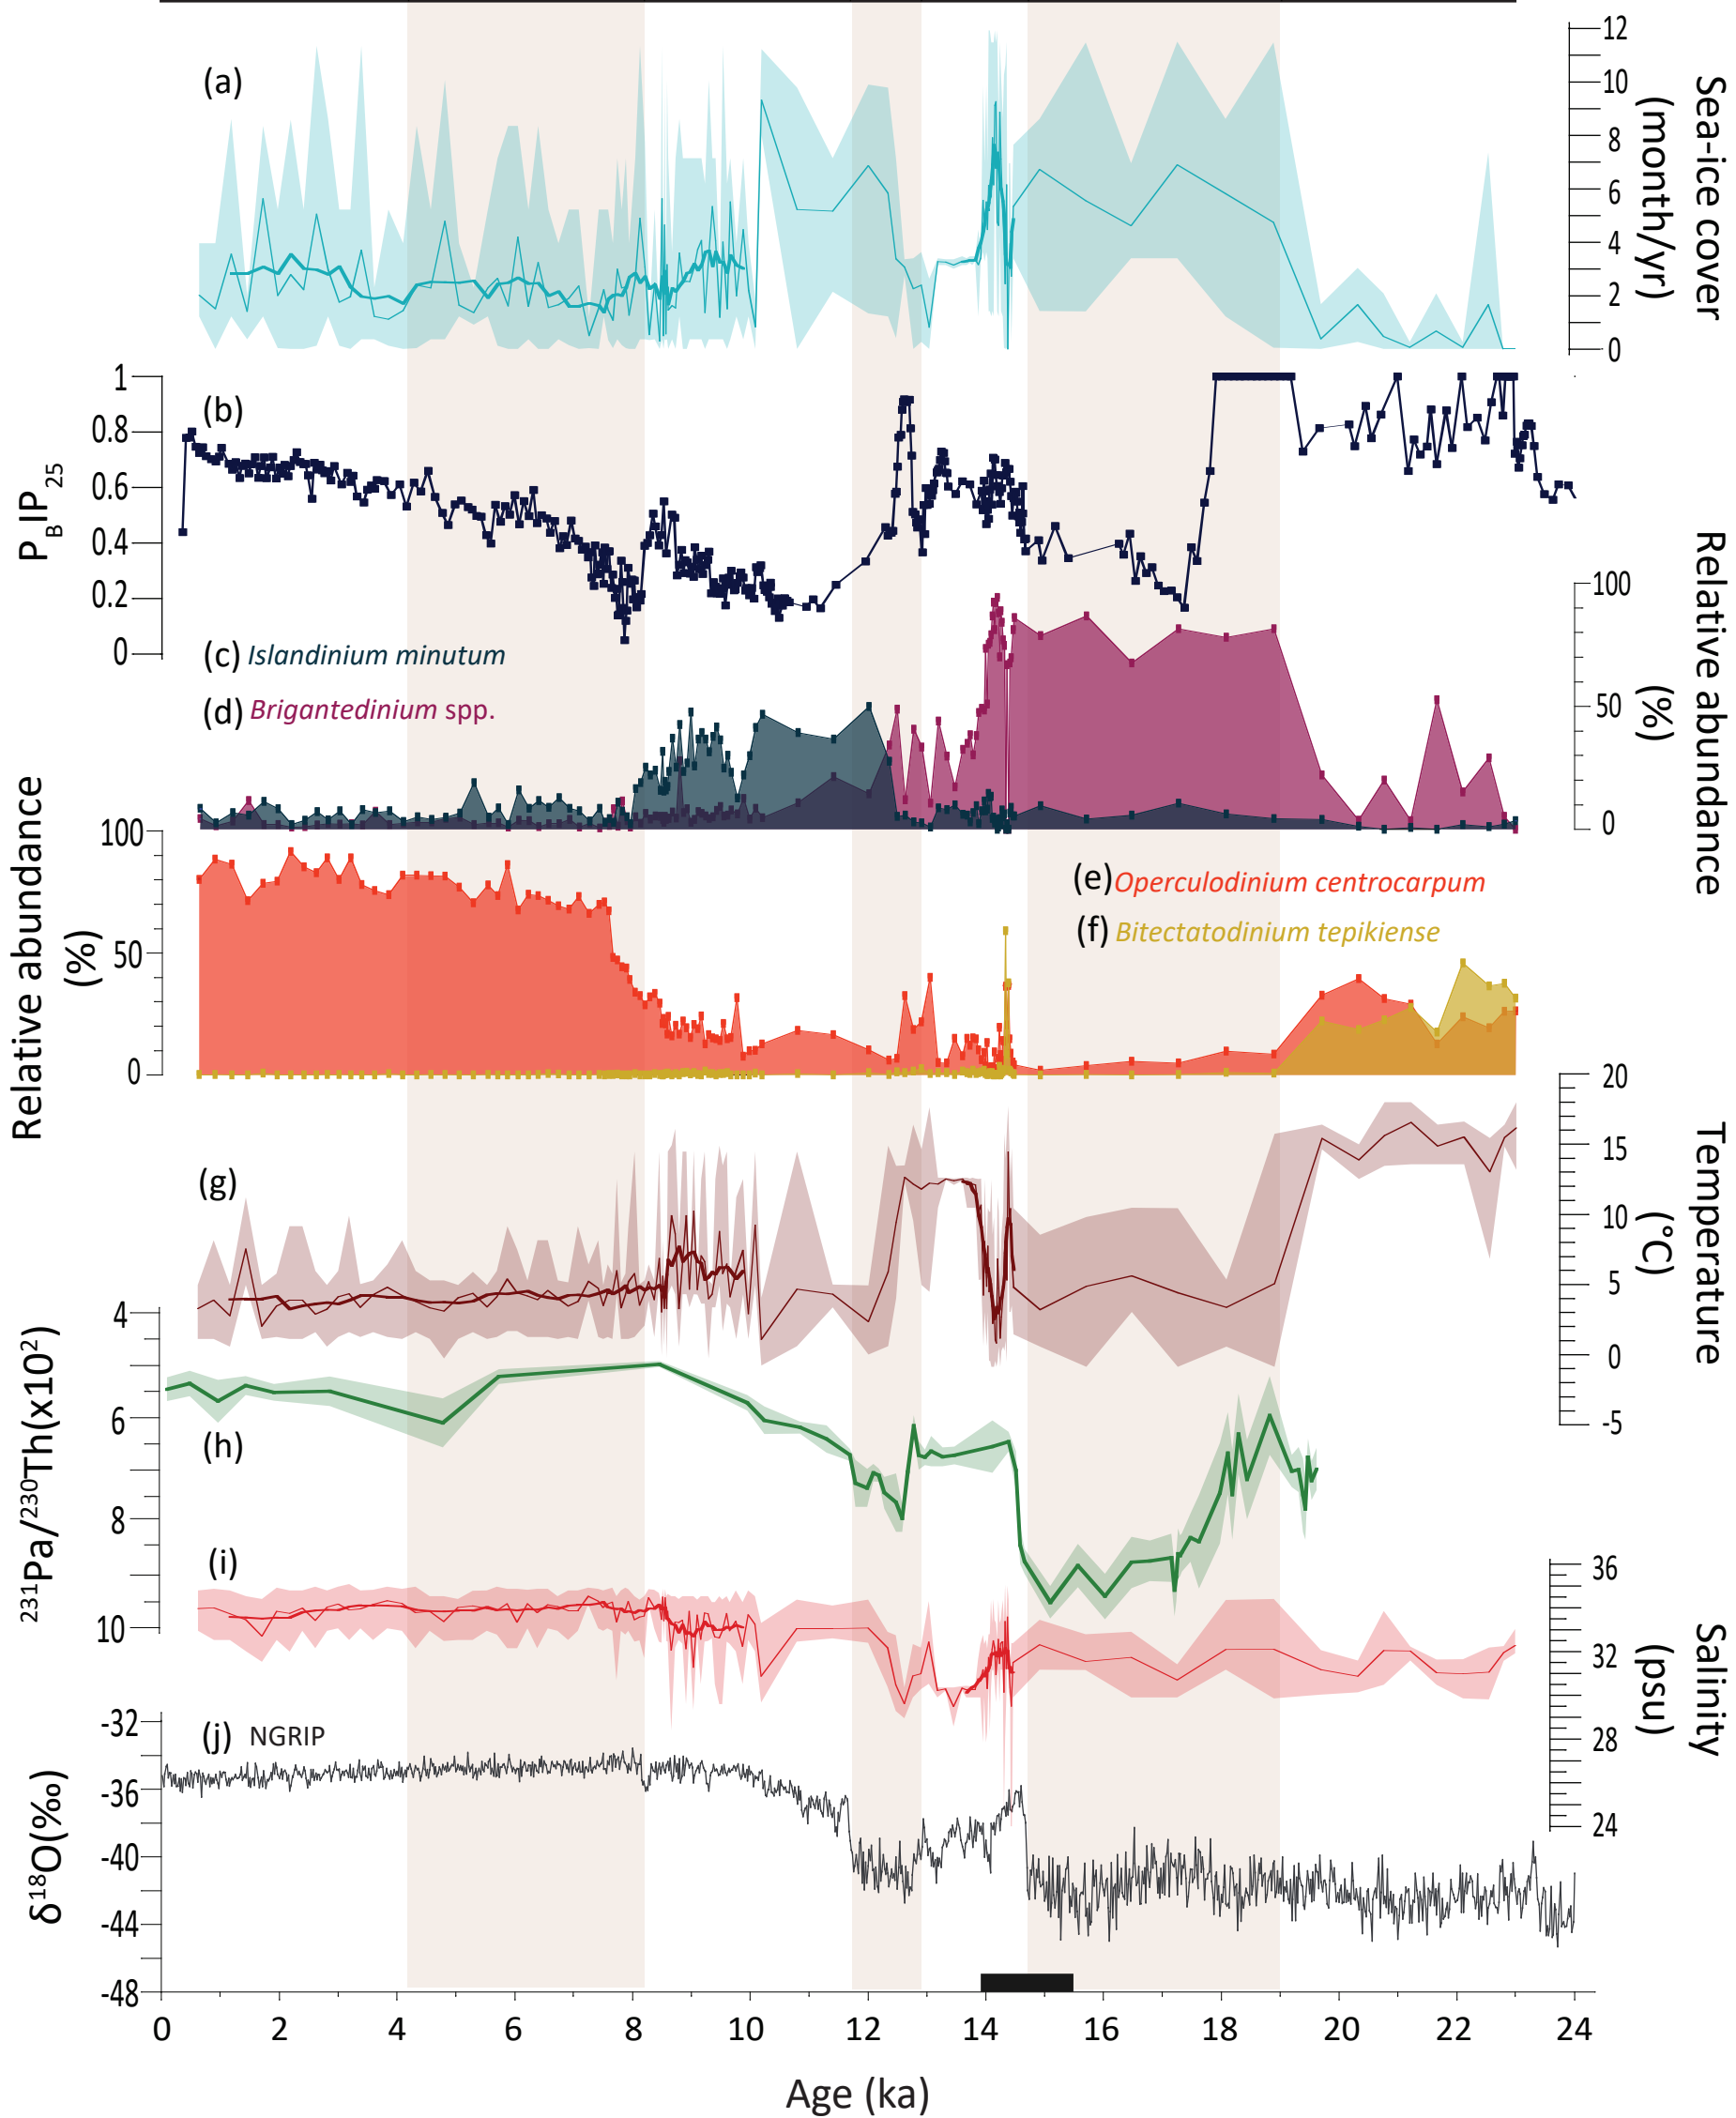 (a)
12
10
8
6
4
2
0
Sea-ice cover
(month/yr)
(b)
1
0.8
0.6
0.4
0.2
0
PBIP25
(c) Islandinium minutum
(d) Brigantedinium spp.
100
50
0
Relative abundance
(%)
100
50
0
Relative abundance
(%)
(e) Operculodinium centrocarpum
(f) Bitectatodinium tepikiense
(g)
20
15
10
5
0
-5
Temperature
(°C)
4
6
8
10
²³¹Pa/²³⁰Th(x10²)
(h)
(i)
36
32
28
24
Salinity
(psu)
(j) NGRIP
-32
-36
-40
-44
-48
δ¹⁸O(‰)
0 2 4 6 8 10 12 14 16 18 20 22 24
Age (ka)